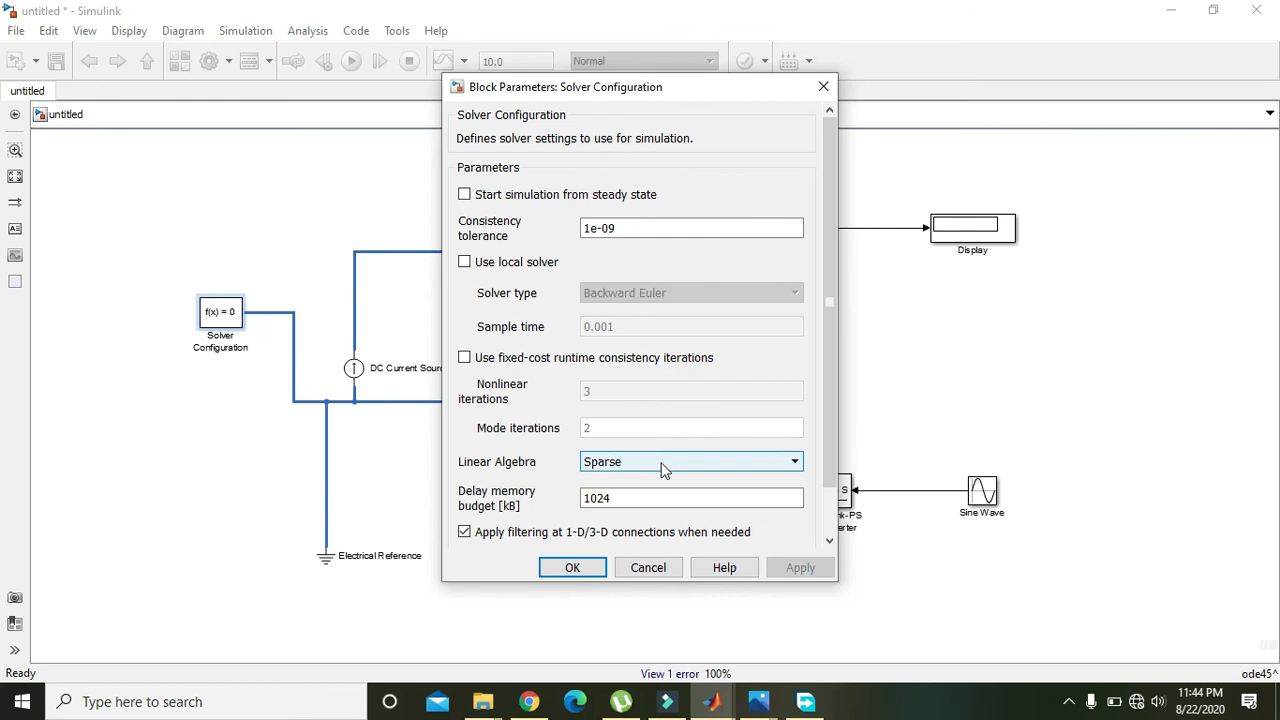 untitled * - Simulink
File Edit View Display Diagram Simulation Analysis Code Tools Help
10.0
Normal
untitled
untitled
Block Parameters: Solver Configuration
Solver Configuration
Defines solver settings to use for simulation.
Parameters
Start simulation from steady state
Consistency
tolerance
1e-09
Use local solver
Solver type
Backward Euler
Sample time
0.001
Use fixed-cost runtime consistency iterations
Nonlinear
iterations
3
Mode iterations
2
Linear Algebra
Sparse
Delay memory
budget [kB]
1024
Apply filtering at 1-D/3-D connections when needed
OK Cancel Help Apply
f(x) = 0
Solver
Configuration
DC Current Sour
Electrical Reference
Display
S
nk-PS
erter
Sine Wave
Ready
View 1 error 100%
ode45
Type here to search
11:44 PM
8/22/2020